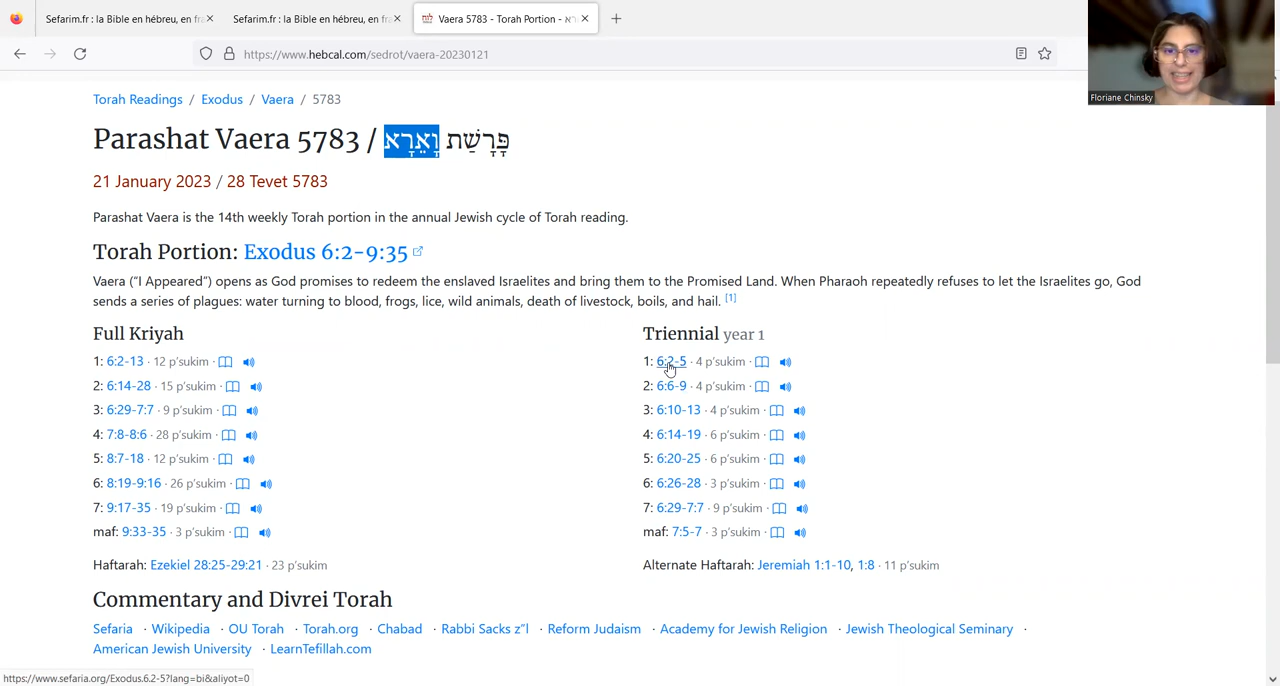 Sefarim.fr : la Bible en hébreu, en fra
Sefarim.fr : la Bible en hébreu, en fra
Vaera 5783 - Torah Portion -
https://www.hebcal.com/sedrot/vaera-20230121
Floriane Chinsky
Torah Readings / Exodus / Vaera / 5783
Parashat Vaera 5783 / פָּרָשַׁת וָאֵרָא
21 January 2023 / 28 Tevet 5783
Parashat Vaera is the 14th weekly Torah portion in the annual Jewish cycle of Torah reading.
Torah Portion: Exodus 6:2-9:35
Vaera (“I Appeared”) opens as God promises to redeem the enslaved Israelites and bring them to the Promised Land. When Pharaoh repeatedly refuses to let the Israelites go, God
sends a series of plagues: water turning to blood, frogs, lice, wild animals, death of livestock, boils, and hail. [1]
Full Kriyah
1: 6:2-13 · 12 p’sukim ·
2: 6:14-28 · 15 p’sukim ·
3: 6:29-7:7 · 9 p’sukim ·
4: 7:8-8:6 · 28 p’sukim ·
5: 8:7-18 · 12 p’sukim ·
6: 8:19-9:16 · 26 p’sukim ·
7: 9:17-35 · 19 p’sukim ·
maf: 9:33-35 · 3 p’sukim ·
Haftarah: Ezekiel 28:25-29:21 · 23 p’sukim
Triennial year 1
1: 6:2-5 · 4 p’sukim ·
2: 6:6-9 · 4 p’sukim ·
3: 6:10-13 · 4 p’sukim ·
4: 6:14-19 · 6 p’sukim ·
5: 6:20-25 · 6 p’sukim ·
6: 6:26-28 · 3 p’sukim ·
7: 6:29-7:7 · 9 p’sukim ·
maf: 7:5-7 · 3 p’sukim ·
Alternate Haftarah: Jeremiah 1:1-10, 1:8 · 11 p’sukim
Commentary and Divrei Torah
Sefaria · Wikipedia · OU Torah · Torah.org · Chabad · Rabbi Sacks z”l · Reform Judaism · Academy for Jewish Religion · Jewish Theological Seminary ·
American Jewish University · LearnTefillah.com
https://www.sefaria.org/Exodus.6.2-5?lang=bi&aliyot=0